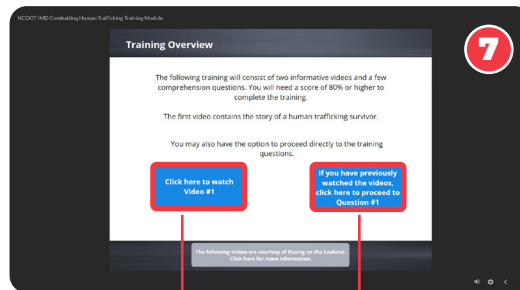 NCDOT IMD Combatting Human Trafficking Training Module
7
Training Overview
The following training will consist of two informative videos and a few
comprehension questions. You will need a score of 80% or higher to
complete the training.
The first video contains the story of a human trafficking survivor.
You may also have the option to proceed directly to the training
questions.
Click here to watch
Video #1
If you have previously
watched the videos,
click here to proceed to
Question #1
The following videos are courtesy of Busing on the Lookout.
Click here for more information.